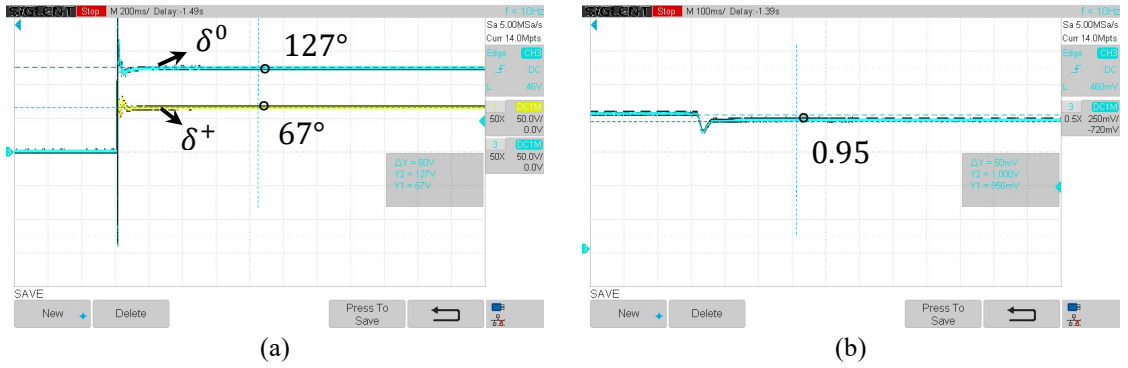 SIGLENT Stop M 200ms/ Delay:-1.49s f < 10Hz
Sa 5.00MSa/s
Curr 14.0Mpts
Edge CH3
DC
L 46V
1 DC1M
50X 50.0V/
0.0V
3 DC1M
50X 50.0V/
0.0V
δ⁰ 127°
δ⁺ 67°
3
ΔY = 60V
Y2 = 127V
Y1 = 67V
SAVE
New Delete Press To Save
(a)
SIGLENT Stop M 100ms/ Delay:-1.39s f < 10Hz
Sa 5.00MSa/s
Curr 14.0Mpts
Edge CH3
DC
L 460mV
3 DC1M
0.5X 250mV/
-720mV
0.95
ΔY = 50mV
Y2 = 1.000V
Y1 = 950mV
3
SAVE
New Delete Press To Save
(b)